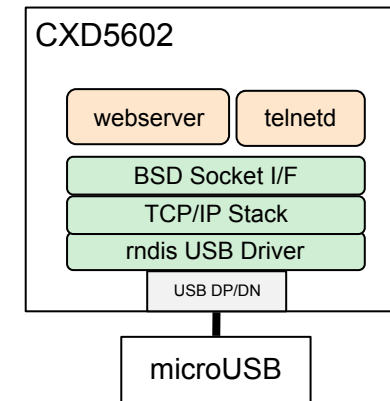 CXD5602
webserver telnetd
BSD Socket I/F
TCP/IP Stack
rndis USB Driver
USB DP/DN
microUSB